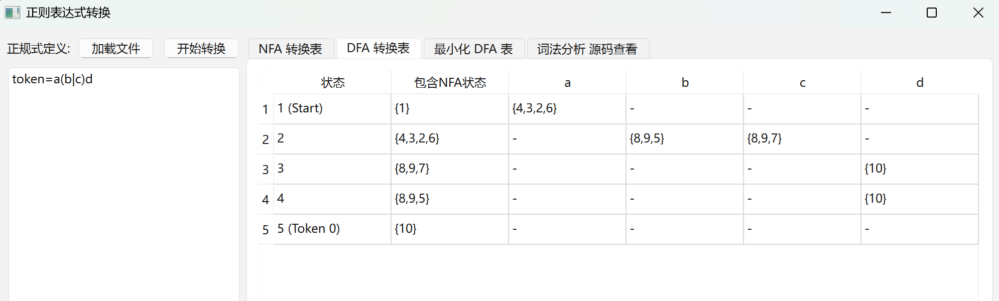 正则表达式转换
正规式定义: 加载文件 开始转换 NFA 转换表 DFA 转换表 最小化 DFA 表 词法分析 源码查看
token=a(b|c)d
状态 包含NFA状态 a b c d
1 1 (Start) {1} {4,3,2,6} - - -
2 2 {4,3,2,6} - {8,9,5} {8,9,7} -
3 3 {8,9,7} - - - {10}
4 4 {8,9,5} - - - {10}
5 5 (Token 0) {10} - - - -